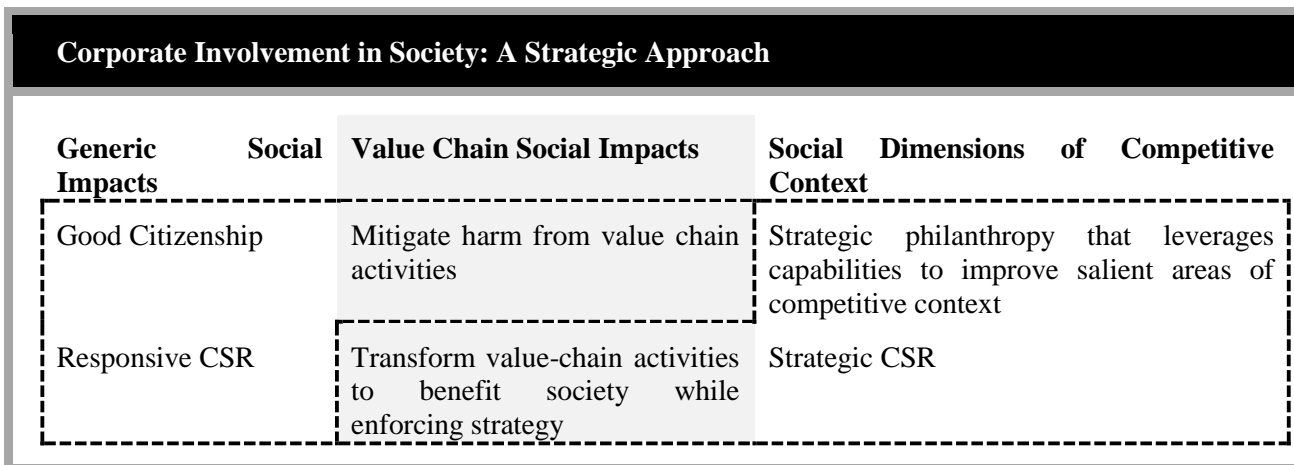 Corporate Involvement in Society: A Strategic Approach
Generic Social
Impacts
Value Chain Social Impacts
Social Dimensions of Competitive
Context
Good Citizenship
Mitigate harm from value chain
activities
Strategic philanthropy that leverages
capabilities to improve salient areas of
competitive context
Responsive CSR
Transform value-chain activities
to benefit society while
enforcing strategy
Strategic CSR